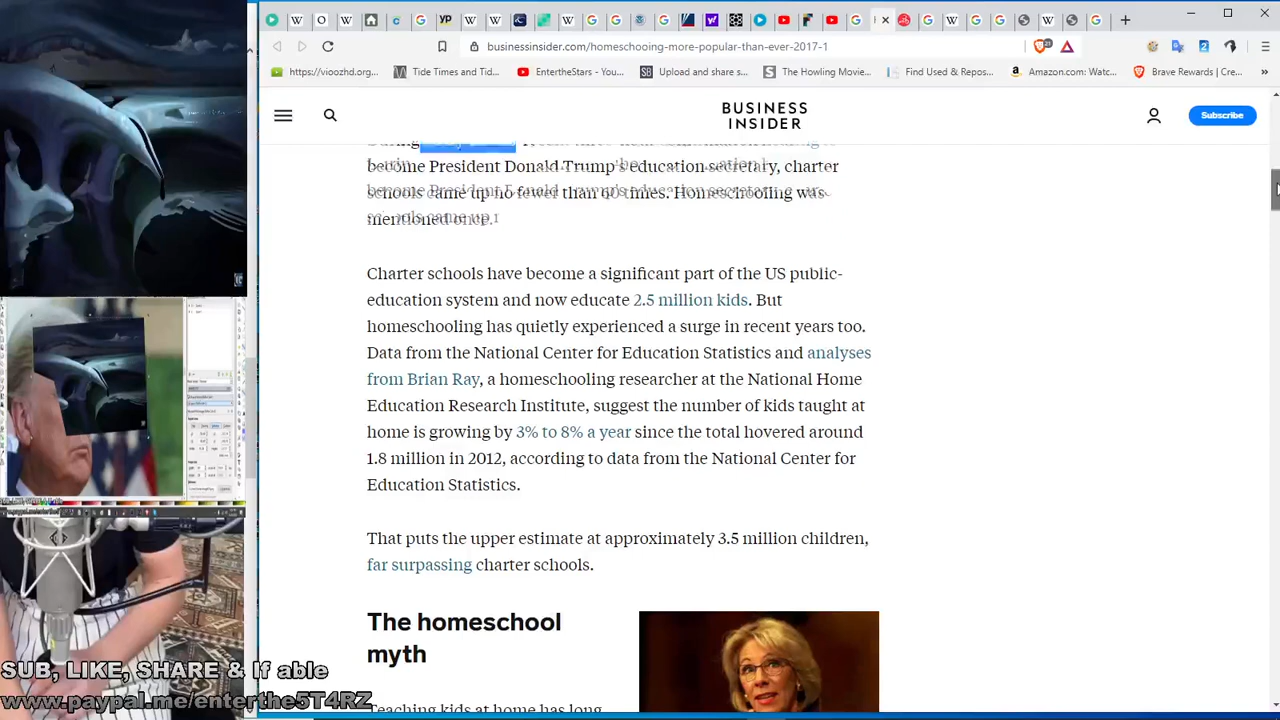 businessinsider.com/homeschooing-more-popular-than-ever-2017-1
https://vioozhd.org...
Tide Times and Tid...
EntertheStars - You...
Upload and share s...
The Howling Movie...
Find Used & Repos...
Amazon.com: Watc...
Brave Rewards | Cre...
BUSINESS
INSIDER
Subscribe
become President Donald Trump's education secretary, charter
schools came up no fewer than 60 times. Homeschooling was
mentioned once.
Charter schools have become a significant part of the US public-
education system and now educate 2.5 million kids. But
homeschooling has quietly experienced a surge in recent years too.
Data from the National Center for Education Statistics and analyses
from Brian Ray, a homeschooling researcher at the National Home
Education Research Institute, suggest the number of kids taught at
home is growing by 3% to 8% a year since the total hovered around
1.8 million in 2012, according to data from the National Center for
Education Statistics.
That puts the upper estimate at approximately 3.5 million children,
far surpassing charter schools.
The homeschool
myth
Teaching kids at home has long
SUB, LIKE, SHARE & If able
www.paypal.me/enterthe5T4RZ